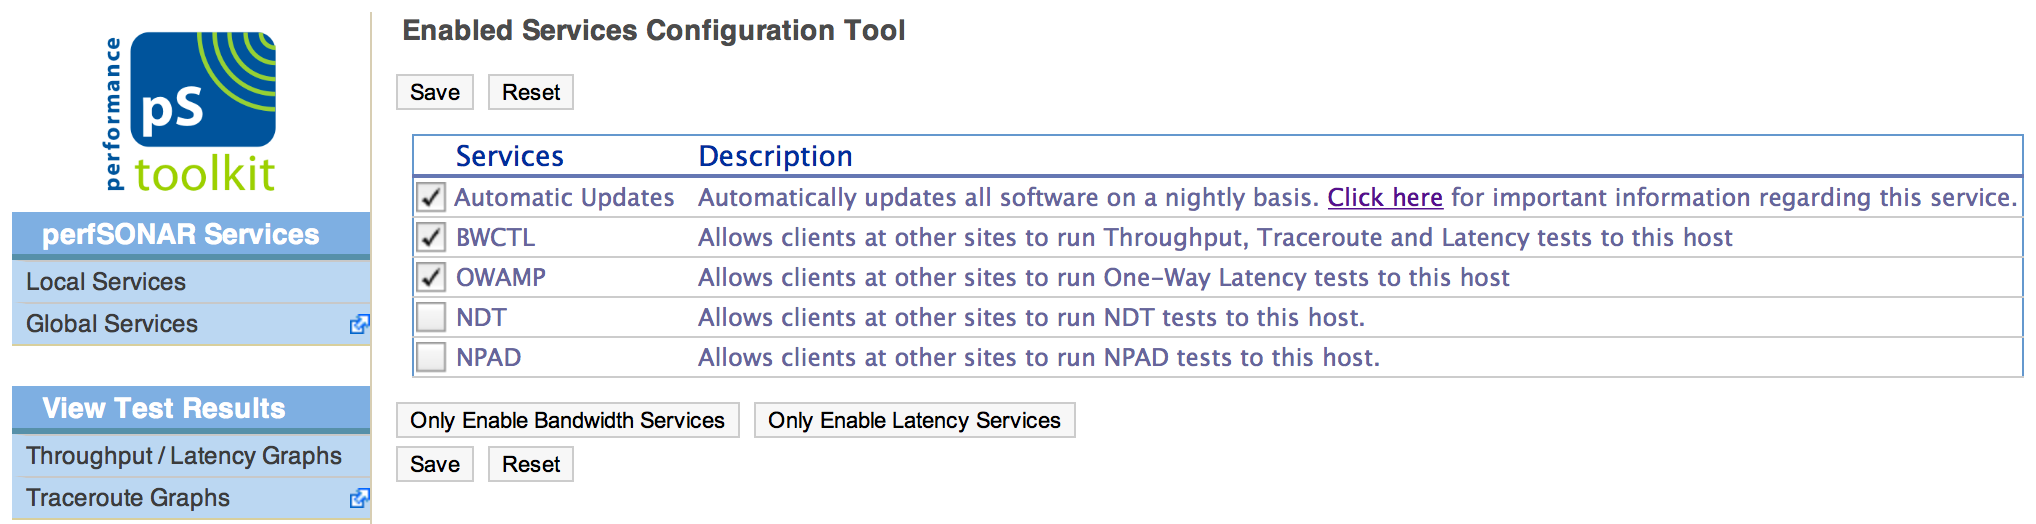 performance
pS
toolkit
perfSONAR Services
Local Services
Global Services
View Test Results
Throughput / Latency Graphs
Traceroute Graphs
Enabled Services Configuration Tool
Save Reset
Services Description
Automatic Updates Automatically updates all software on a nightly basis. Click here for important information regarding this service.
BWCTL Allows clients at other sites to run Throughput, Traceroute and Latency tests to this host
OWAMP Allows clients at other sites to run One-Way Latency tests to this host
NDT Allows clients at other sites to run NDT tests to this host.
NPAD Allows clients at other sites to run NPAD tests to this host.
Only Enable Bandwidth Services Only Enable Latency Services
Save Reset